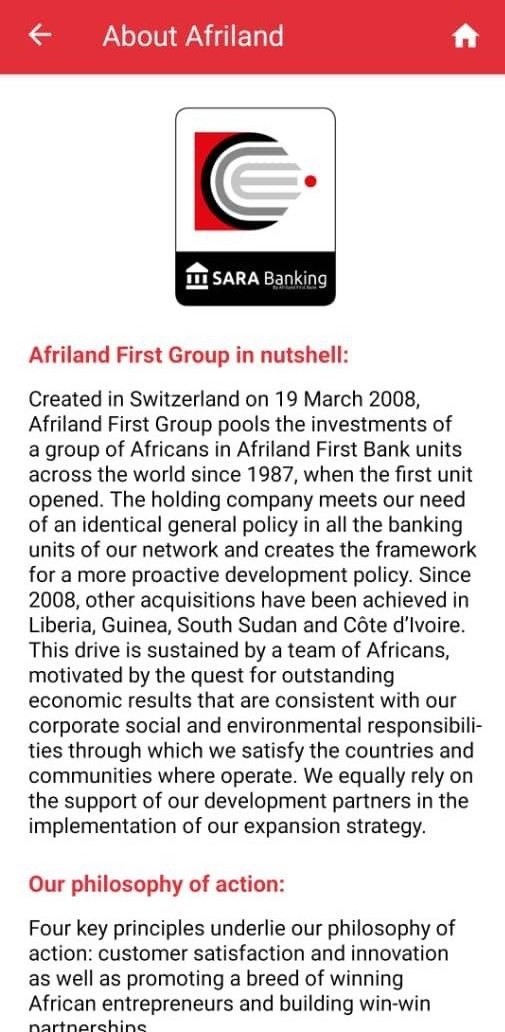 About Afriland
SARA Banking
By Afriland First Bank
Afriland First Group in nutshell:
Created in Switzerland on 19 March 2008,
Afriland First Group pools the investments of
a group of Africans in Afriland First Bank units
across the world since 1987, when the first unit
opened. The holding company meets our need
of an identical general policy in all the banking
units of our network and creates the framework
for a more proactive development policy. Since
2008, other acquisitions have been achieved in
Liberia, Guinea, South Sudan and Côte d'Ivoire.
This drive is sustained by a team of Africans,
motivated by the quest for outstanding
economic results that are consistent with our
corporate social and environmental responsibili-
ties through which we satisfy the countries and
communities where operate. We equally rely on
the support of our development partners in the
implementation of our expansion strategy.
Our philosophy of action:
Four key principles underlie our philosophy of
action: customer satisfaction and innovation
as well as promoting a breed of winning
African entrepreneurs and building win-win
partnerships